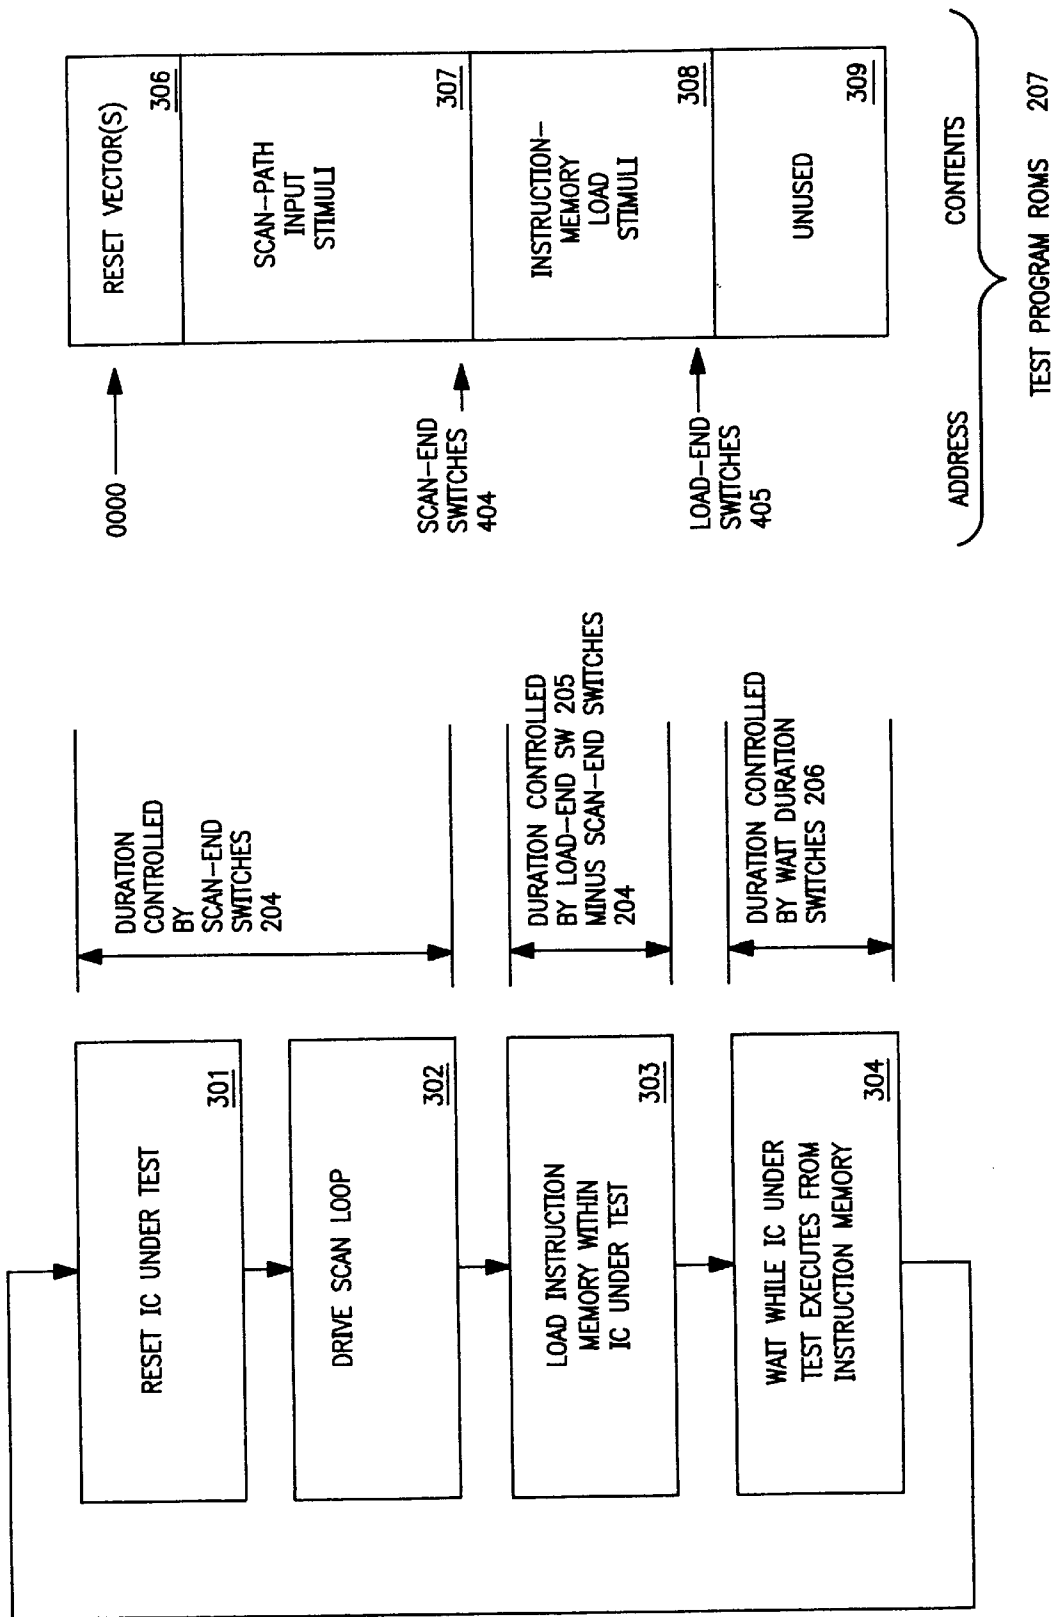 RESET IC UNDER TEST
301
DRIVE SCAN LOOP
302
LOAD INSTRUCTION
MEMORY WITHIN
IC UNDER TEST
303
WAIT WHILE IC UNDER
TEST EXECUTES FROM
INSTRUCTION MEMORY
304
DURATION
CONTROLLED
BY
SCAN-END
SWITCHES
204
DURATION CONTROLLED
BY LOAD-END SW 205
MINUS SCAN-END SWITCHES
204
DURATION CONTROLLED
BY WAIT DURATION
SWITCHES 206
0000
SCAN-END
SWITCHES
404
LOAD-END
SWITCHES
405
RESET VECTOR(S)
306
SCAN-PATH
INPUT
STIMULI
307
INSTRUCTION-
MEMORY
LOAD
STIMULI
308
UNUSED
309
ADDRESS CONTENTS
TEST PROGRAM ROMS 207